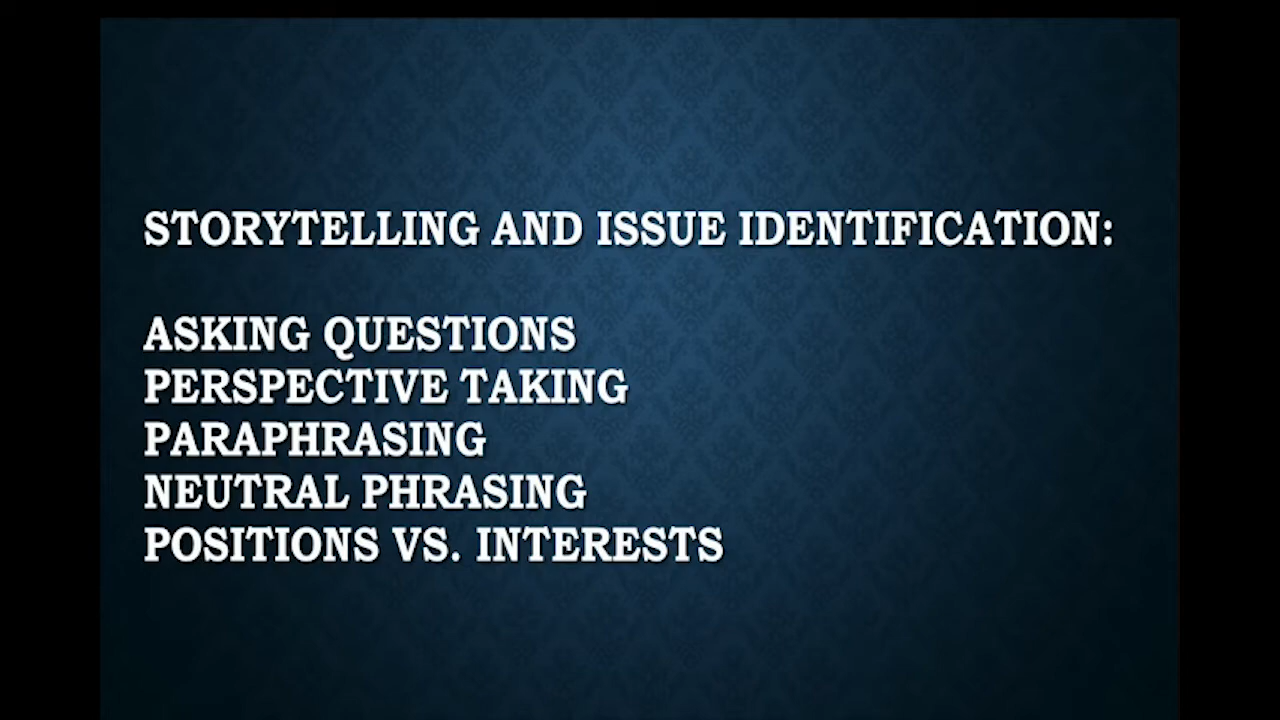 STORYTELLING AND ISSUE IDENTIFICATION:
ASKING QUESTIONS
PERSPECTIVE TAKING
PARAPHRASING
NEUTRAL PHRASING
POSITIONS VS. INTERESTS